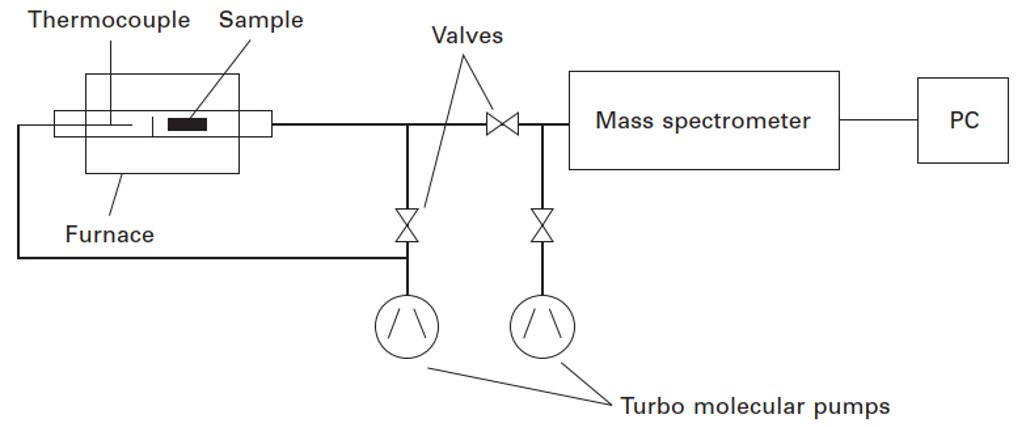 Thermocouple
Sample
Valves
Mass spectrometer
PC
Furnace
Turbo molecular pumps